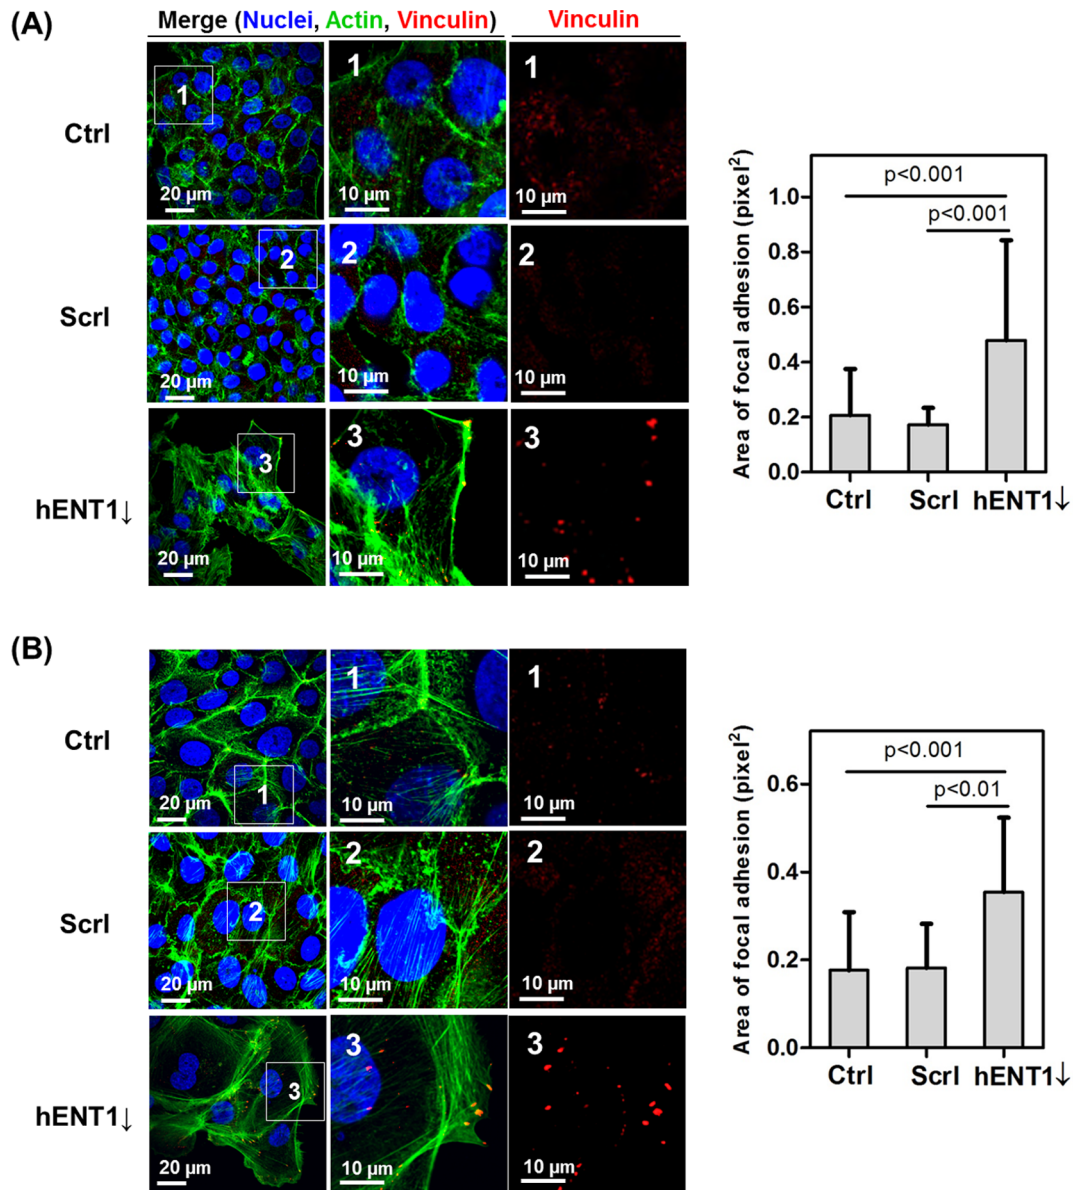 (A)
Merge (Nuclei, Actin, Vinculin)
Vinculin
Ctrl
1
20 µm
1
10 µm
1
10 µm
Scrl
2
20 µm
2
10 µm
2
10 µm
hENT1↓
3
20 µm
3
10 µm
3
10 µm
Area of focal adhesion (pixel²)
1.0
0.8
0.6
0.4
0.2
0.0
p<0.001
p<0.001
Ctrl Scrl hENT1↓
(B)
Ctrl
1
20 µm
1
10 µm
1
10 µm
Scrl
2
20 µm
2
10 µm
2
10 µm
hENT1↓
3
20 µm
3
10 µm
3
10 µm
Area of focal adhesion (pixel²)
0.6
0.4
0.2
0.0
p<0.001
p<0.01
Ctrl Scrl hENT1↓